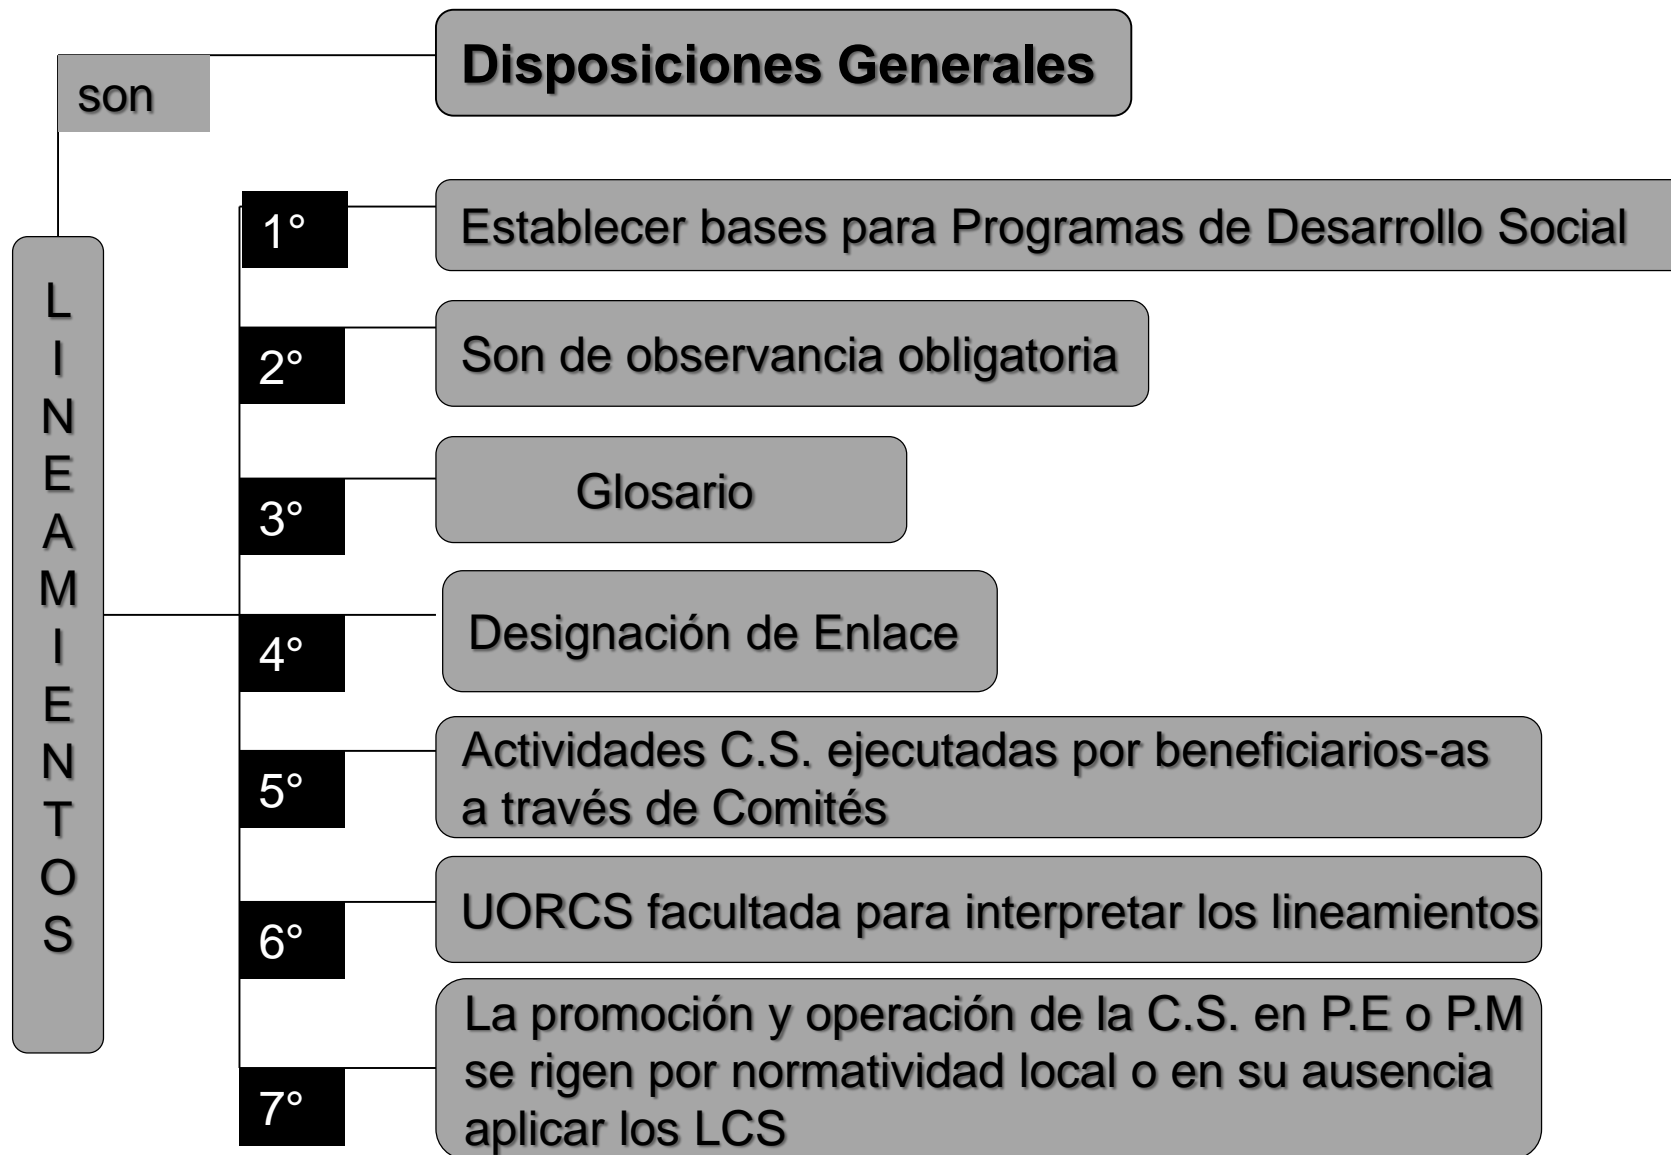 Disposiciones Generales
son
LINEAMIENTOS
1°
Establecer bases para Programas de Desarrollo Social
2°
Son de observancia obligatoria
3°
Glosario
4°
Designación de Enlace
5°
Actividades C.S. ejecutadas por beneficiarios-as
a través de Comités
6°
UORCS facultada para interpretar los lineamientos
7°
La promoción y operación de la C.S. en P.E o P.M
se rigen por normatividad local o en su ausencia
aplicar los LCS